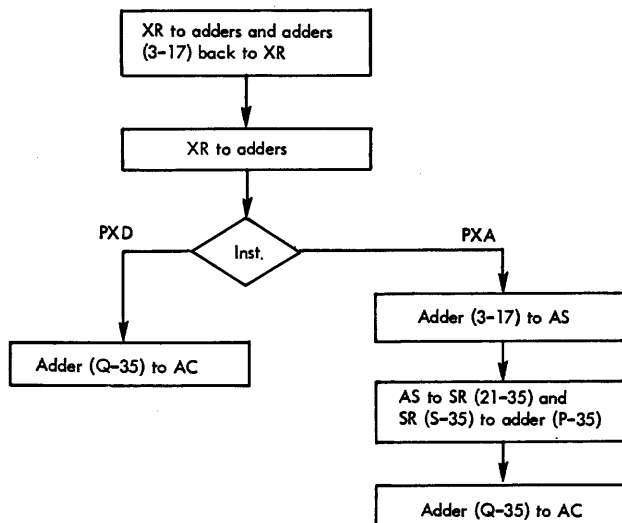 XR to adders and adders
(3-17) back to XR
XR to adders
PXD
Inst.
PXA
Adder (3-17) to AS
Adder (Q-35) to AC
AS to SR (21-35) and
SR (S-35) to adder (P-35)
Adder (Q-35) to AC